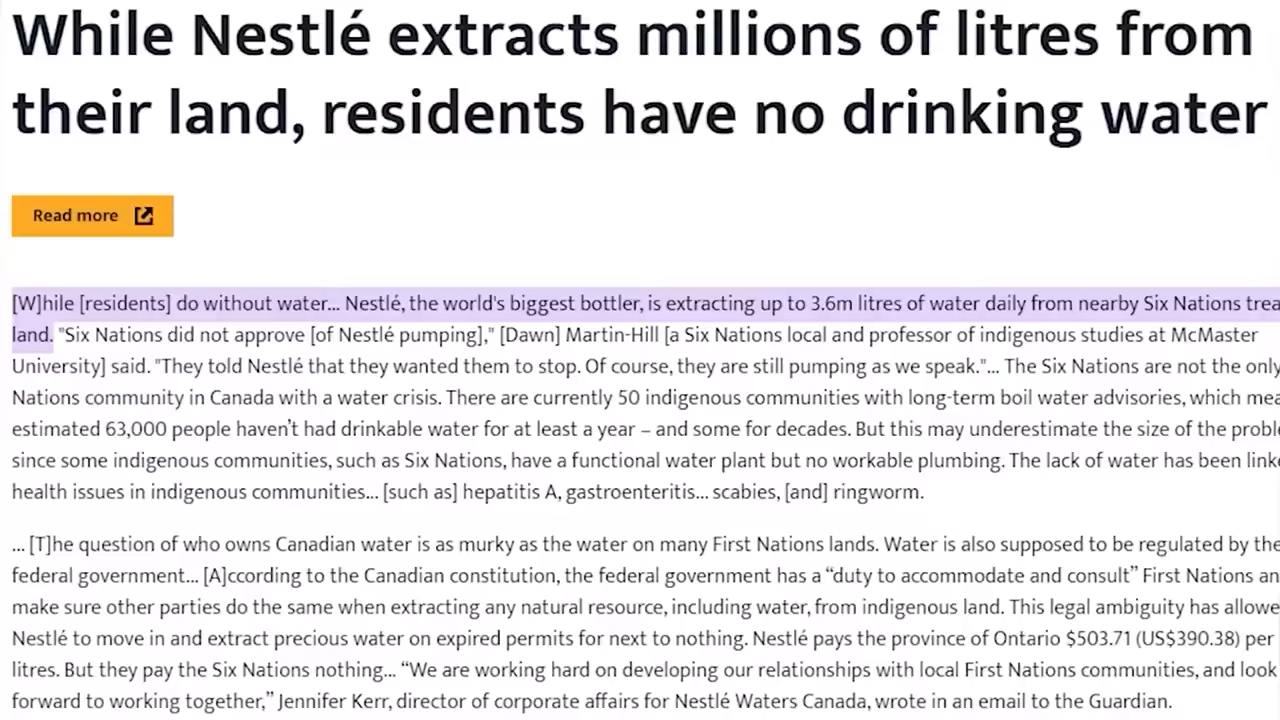 While Nestlé extracts millions of litres from
their land, residents have no drinking water
Read more
[W]hile [residents] do without water... Nestlé, the world's biggest bottler, is extracting up to 3.6m litres of water daily from nearby Six Nations trea
land. "Six Nations did not approve [of Nestlé pumping]," [Dawn] Martin-Hill [a Six Nations local and professor of indigenous studies at McMaster
University] said. "They told Nestlé that they wanted them to stop. Of course, they are still pumping as we speak."... The Six Nations are not the only
Nations community in Canada with a water crisis. There are currently 50 indigenous communities with long-term boil water advisories, which mea
estimated 63,000 people haven't had drinkable water for at least a year – and some for decades. But this may underestimate the size of the proble
since some indigenous communities, such as Six Nations, have a functional water plant but no workable plumbing. The lack of water has been linke
health issues in indigenous communities... [such as] hepatitis A, gastroenteritis... scabies, [and] ringworm.
... [T]he question of who owns Canadian water is as murky as the water on many First Nations lands. Water is also supposed to be regulated by the
federal government... [A]ccording to the Canadian constitution, the federal government has a “duty to accommodate and consult” First Nations an
make sure other parties do the same when extracting any natural resource, including water, from indigenous land. This legal ambiguity has allowe
Nestlé to move in and extract precious water on expired permits for next to nothing. Nestlé pays the province of Ontario $503.71 (US$390.38) per
litres. But they pay the Six Nations nothing... “We are working hard on developing our relationships with local First Nations communities, and look
forward to working together,” Jennifer Kerr, director of corporate affairs for Nestlé Waters Canada, wrote in an email to the Guardian.